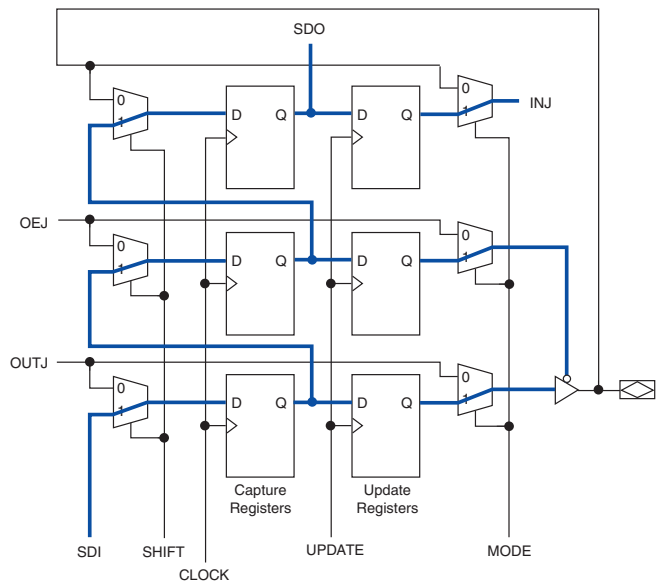 SDO
0
1
D Q
D Q
0
1
INJ
OEJ
0
1
D Q
D Q
0
1
OUTJ
0
1
D Q
D Q
0
1
Capture
Registers
Update
Registers
SDI
SHIFT
CLOCK
UPDATE
MODE